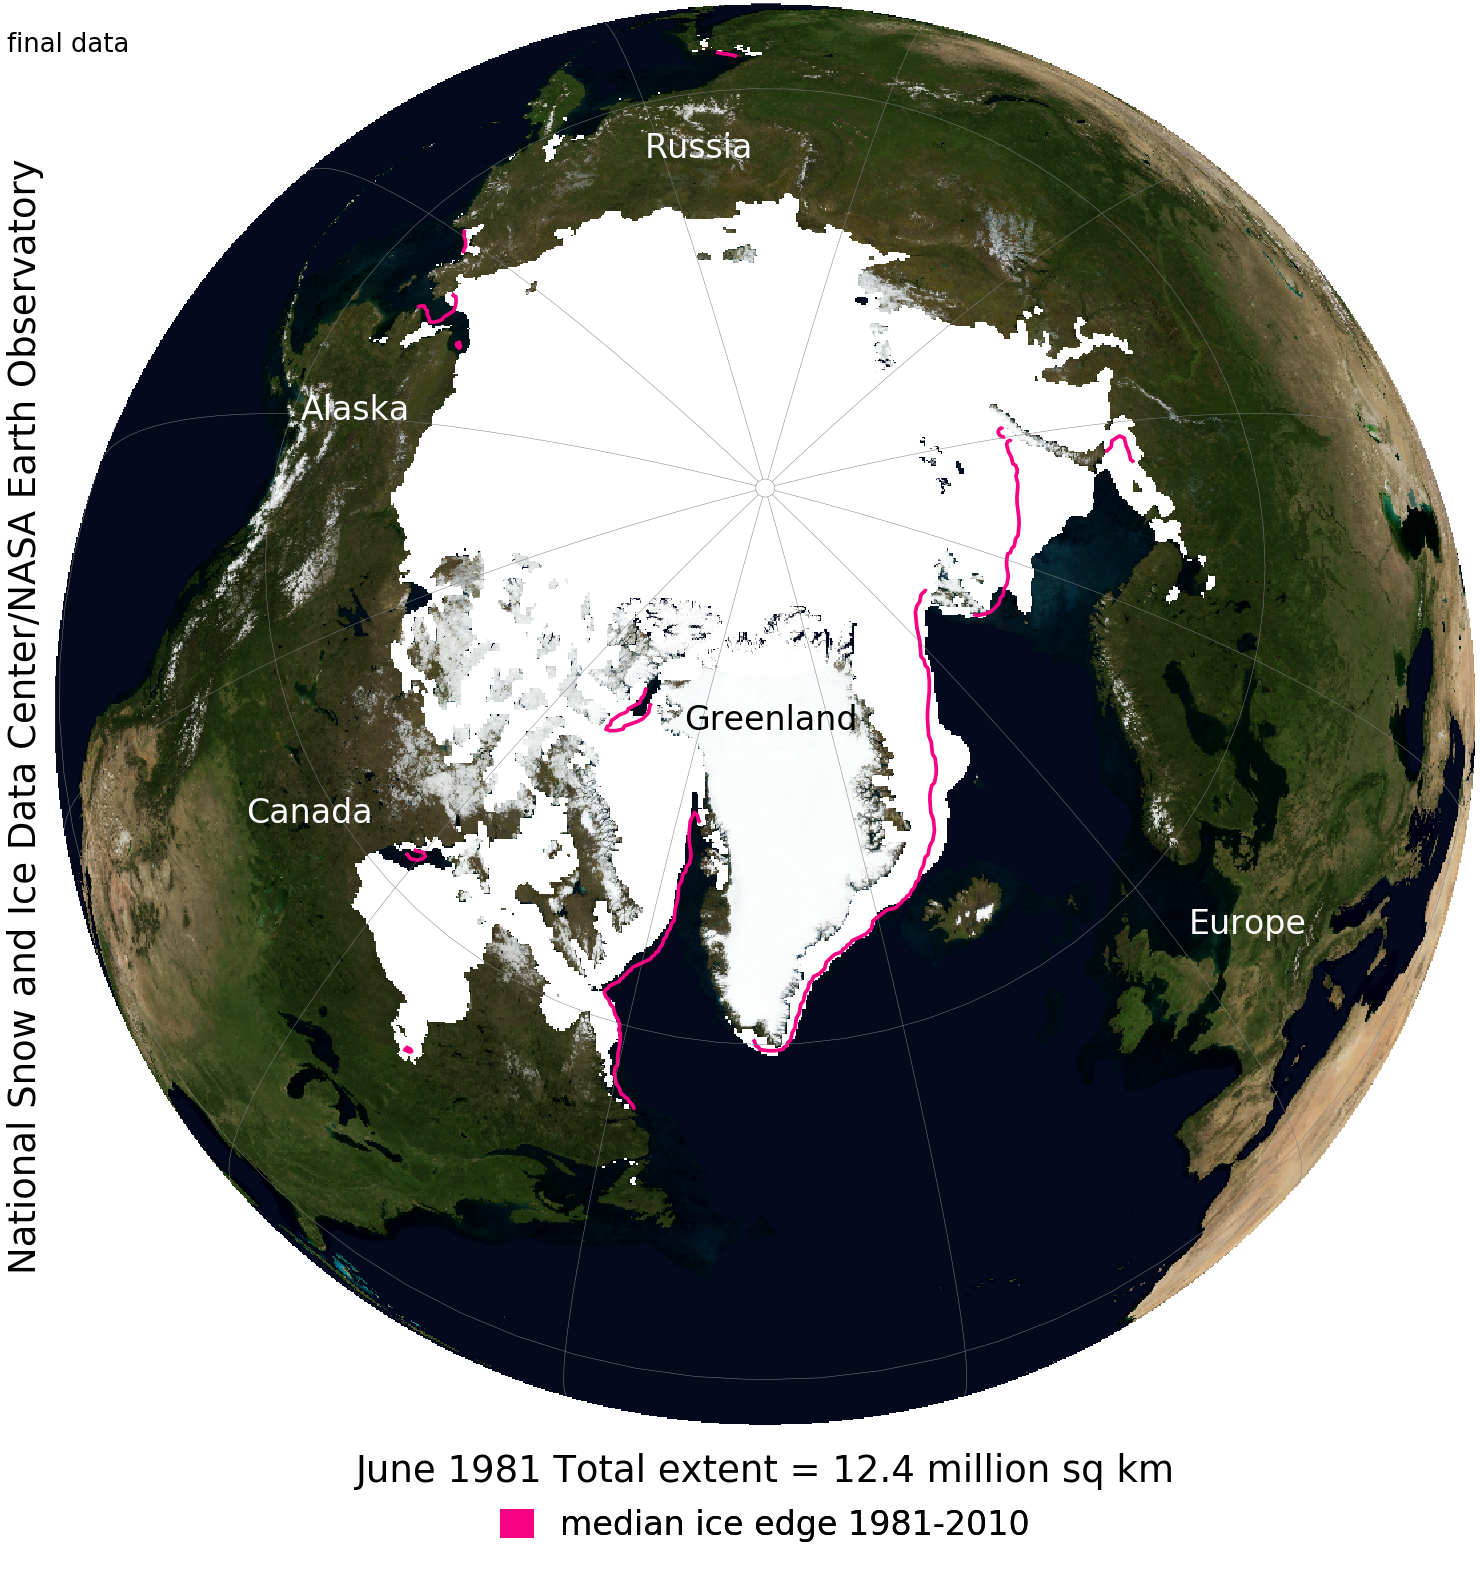 final data
National Snow and Ice Data Center/NASA Earth Observatory
Russia
Alaska
Greenland
Canada
Europe
June 1981 Total extent = 12.4 million sq km
median ice edge 1981-2010